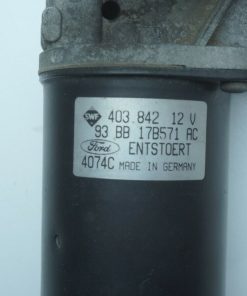 SWF 403.842 12 V
93 BB 17B571 AC
Ford ENTSTOERT
4074C MADE IN GERMANY